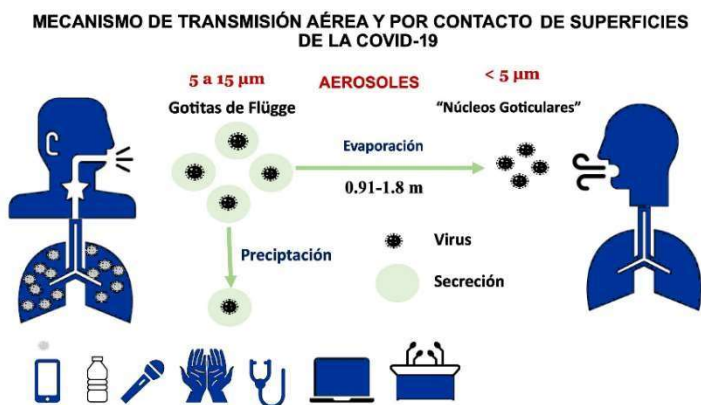 MECANISMO DE TRANSMISIÓN AÉREA Y POR CONTACTO DE SUPERFICIES
DE LA COVID-19
5 a 15 µm
AEROSOLES
< 5 µm
Gotitas de Flügge
“Núcleos Goticulares”
Evaporación
0.91-1.8 m
Preciptación
Virus
Secreción